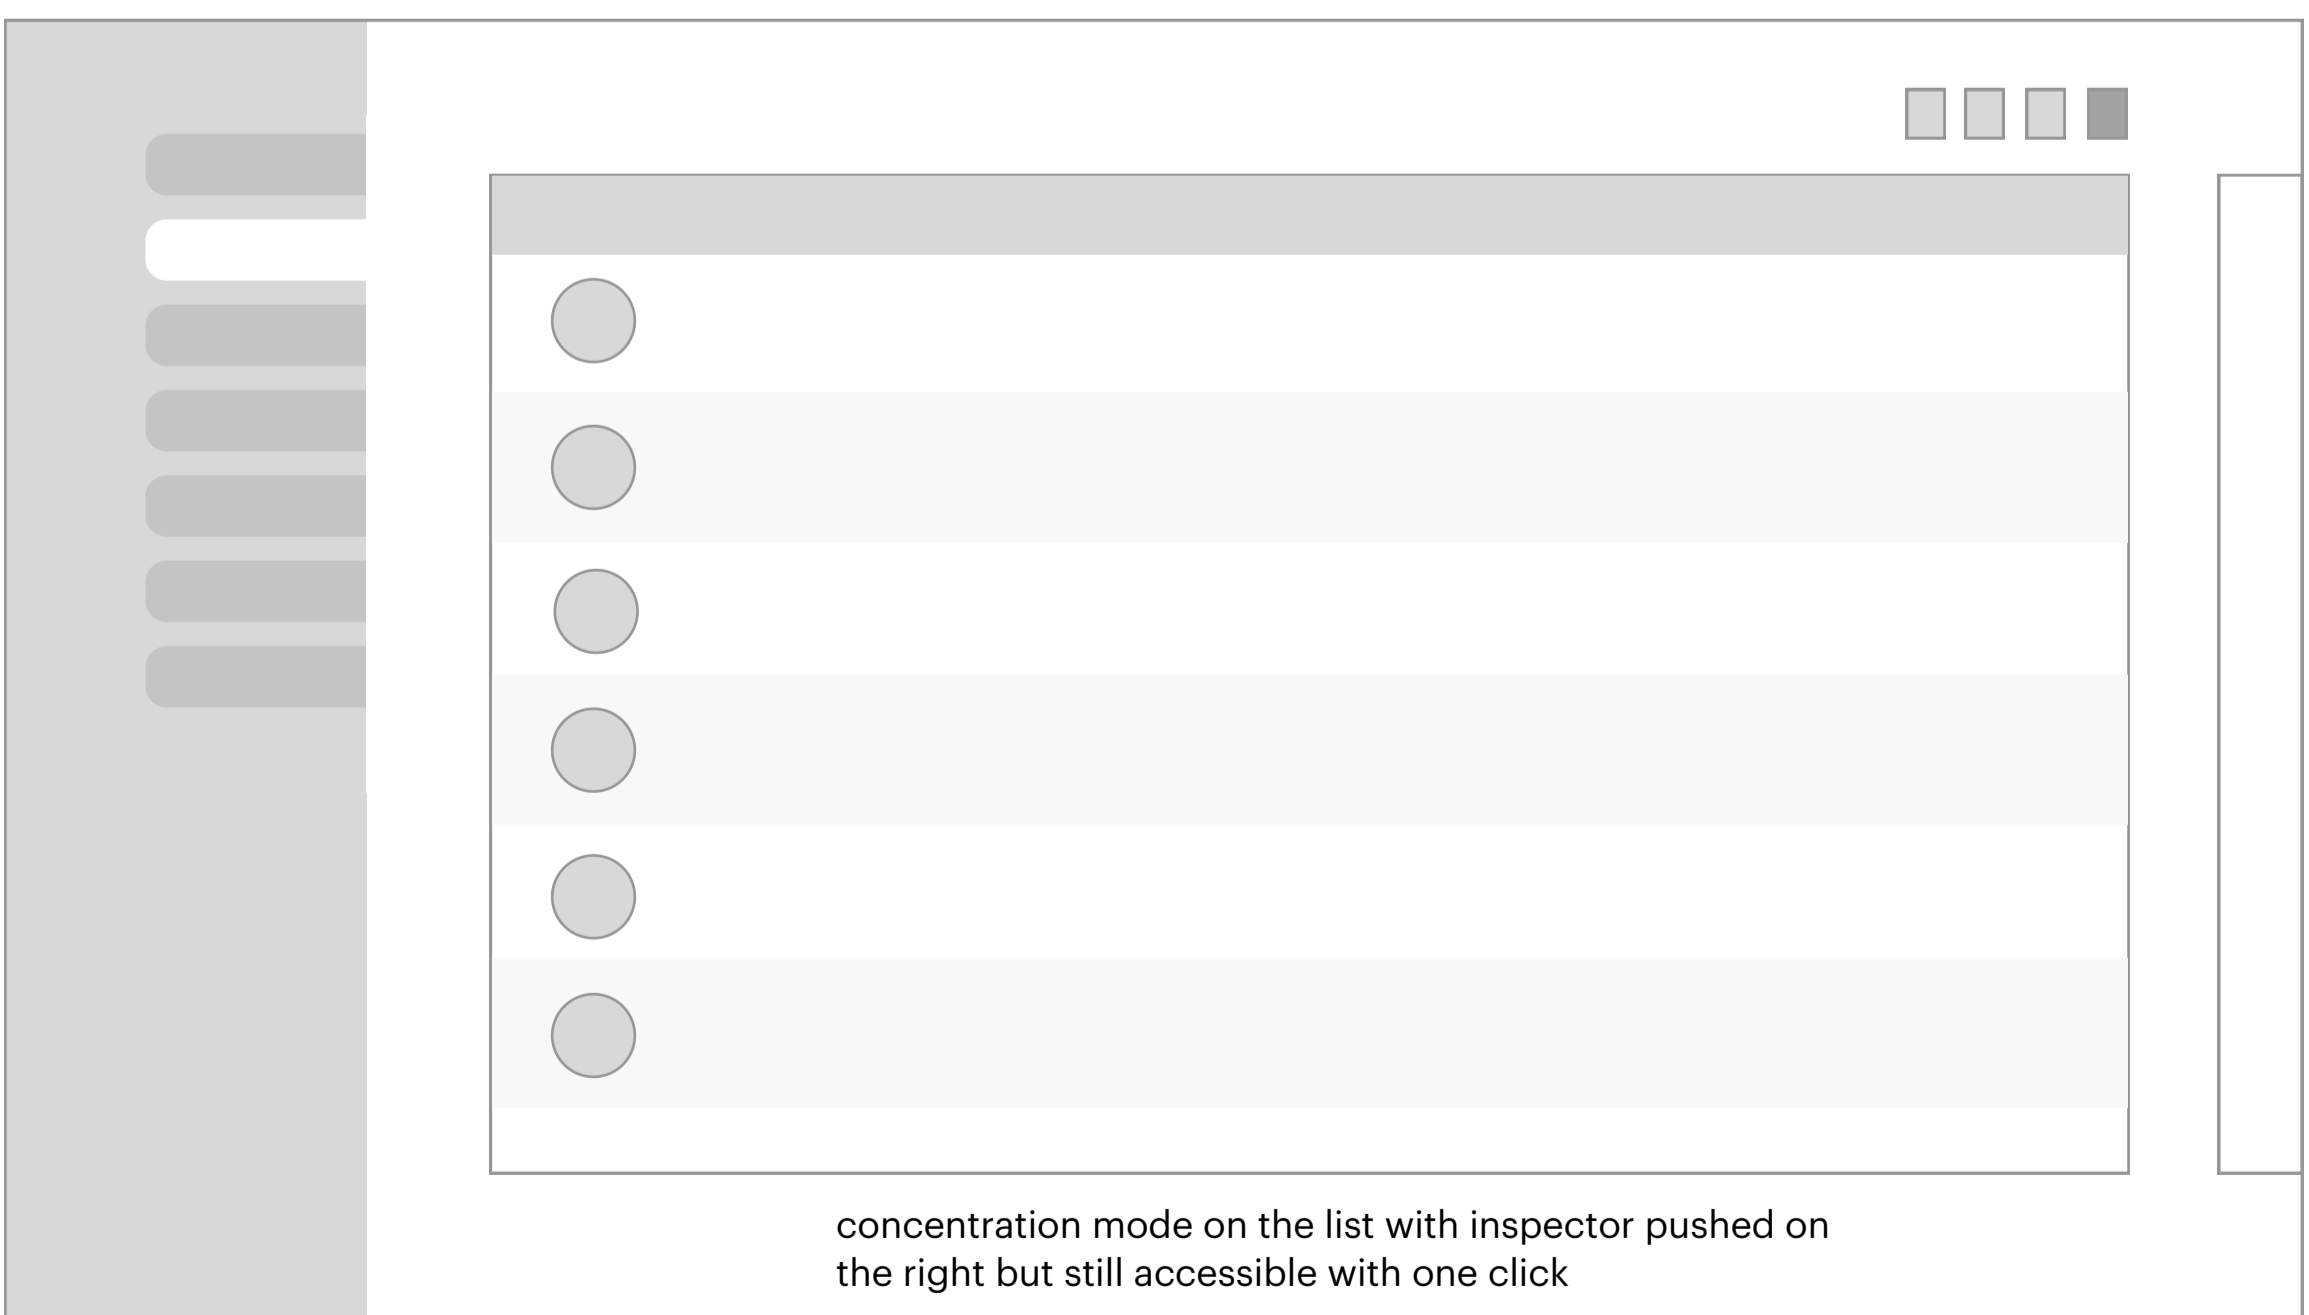 concentration mode on the list with inspector pushed on
the right but still accessible with one click